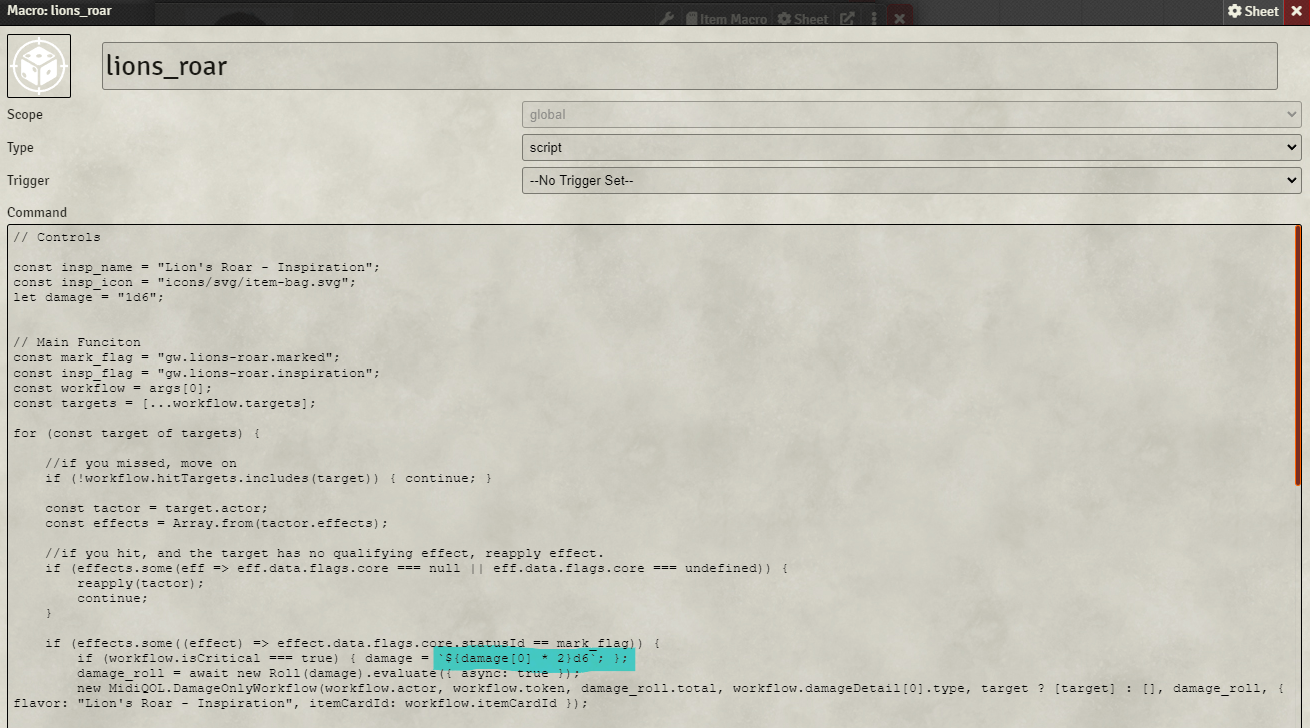 Macro: lions_roar
Item Macro Sheet
Sheet
lions_roar
Scope
global
Type
script
Trigger
--No Trigger Set--
Command
// Controls
const insp_name = "Lion's Roar - Inspiration";
const insp_icon = "icons/svg/item-bag.svg";
let damage = "1d6";
// Main Funciton
const mark_flag = "gw.lions-roar.marked";
const insp_flag = "gw.lions-roar.inspiration";
const workflow = args[0];
const targets = [...workflow.targets];
for (const target of targets) {
//if you missed, move on
if (!workflow.hitTargets.includes(target)) { continue; }
const tactor = target.actor;
const effects = Array.from(tactor.effects);
//if you hit, and the target has no qualifying effect, reapply effect.
if (effects.some(eff => eff.data.flags.core === null || eff.data.flags.core === undefined)) {
reapply(tactor);
continue;
}
if (effects.some((effect) => effect.data.flags.core.statusId == mark_flag)) {
if (workflow.isCritical === true) { damage = `${damage[0] * 2}d6`; };
damage_roll = await new Roll(damage).evaluate({ async: true });
new MidiQOL.DamageOnlyWorkflow(workflow.actor, workflow.token, damage_roll.total, workflow.damageDetail[0].type, target ? [target] : [], damage_roll, {
flavor: "Lion's Roar - Inspiration", itemCardId: workflow.itemCardId });